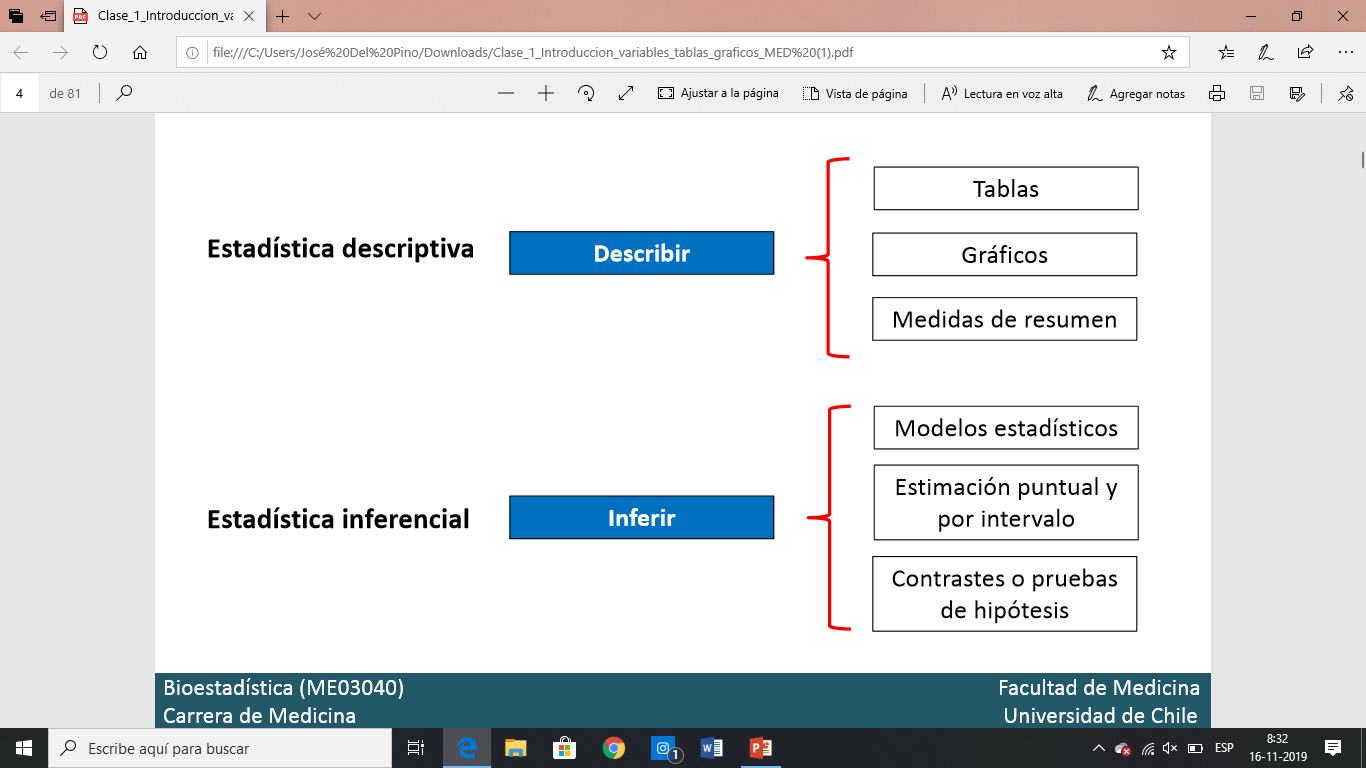 Clase_1_Introduccion_va
file:///C:/Users/José%20Del%20Pino/Downloads/Clase_1_Introduccion_variables_tablas_graficos_MED%20(1).pdf
4 de 81 Ajustar a la página Vista de página Lectura en voz alta Agregar notas
Estadística descriptiva
Describir
Tablas
Gráficos
Medidas de resumen
Estadística inferencial
Inferir
Modelos estadísticos
Estimación puntual y
por intervalo
Contrastes o pruebas
de hipótesis
Bioestadística (ME03040)
Carrera de Medicina
Facultad de Medicina
Universidad de Chile
Escribe aquí para buscar
1
ESP
8:32
16-11-2019